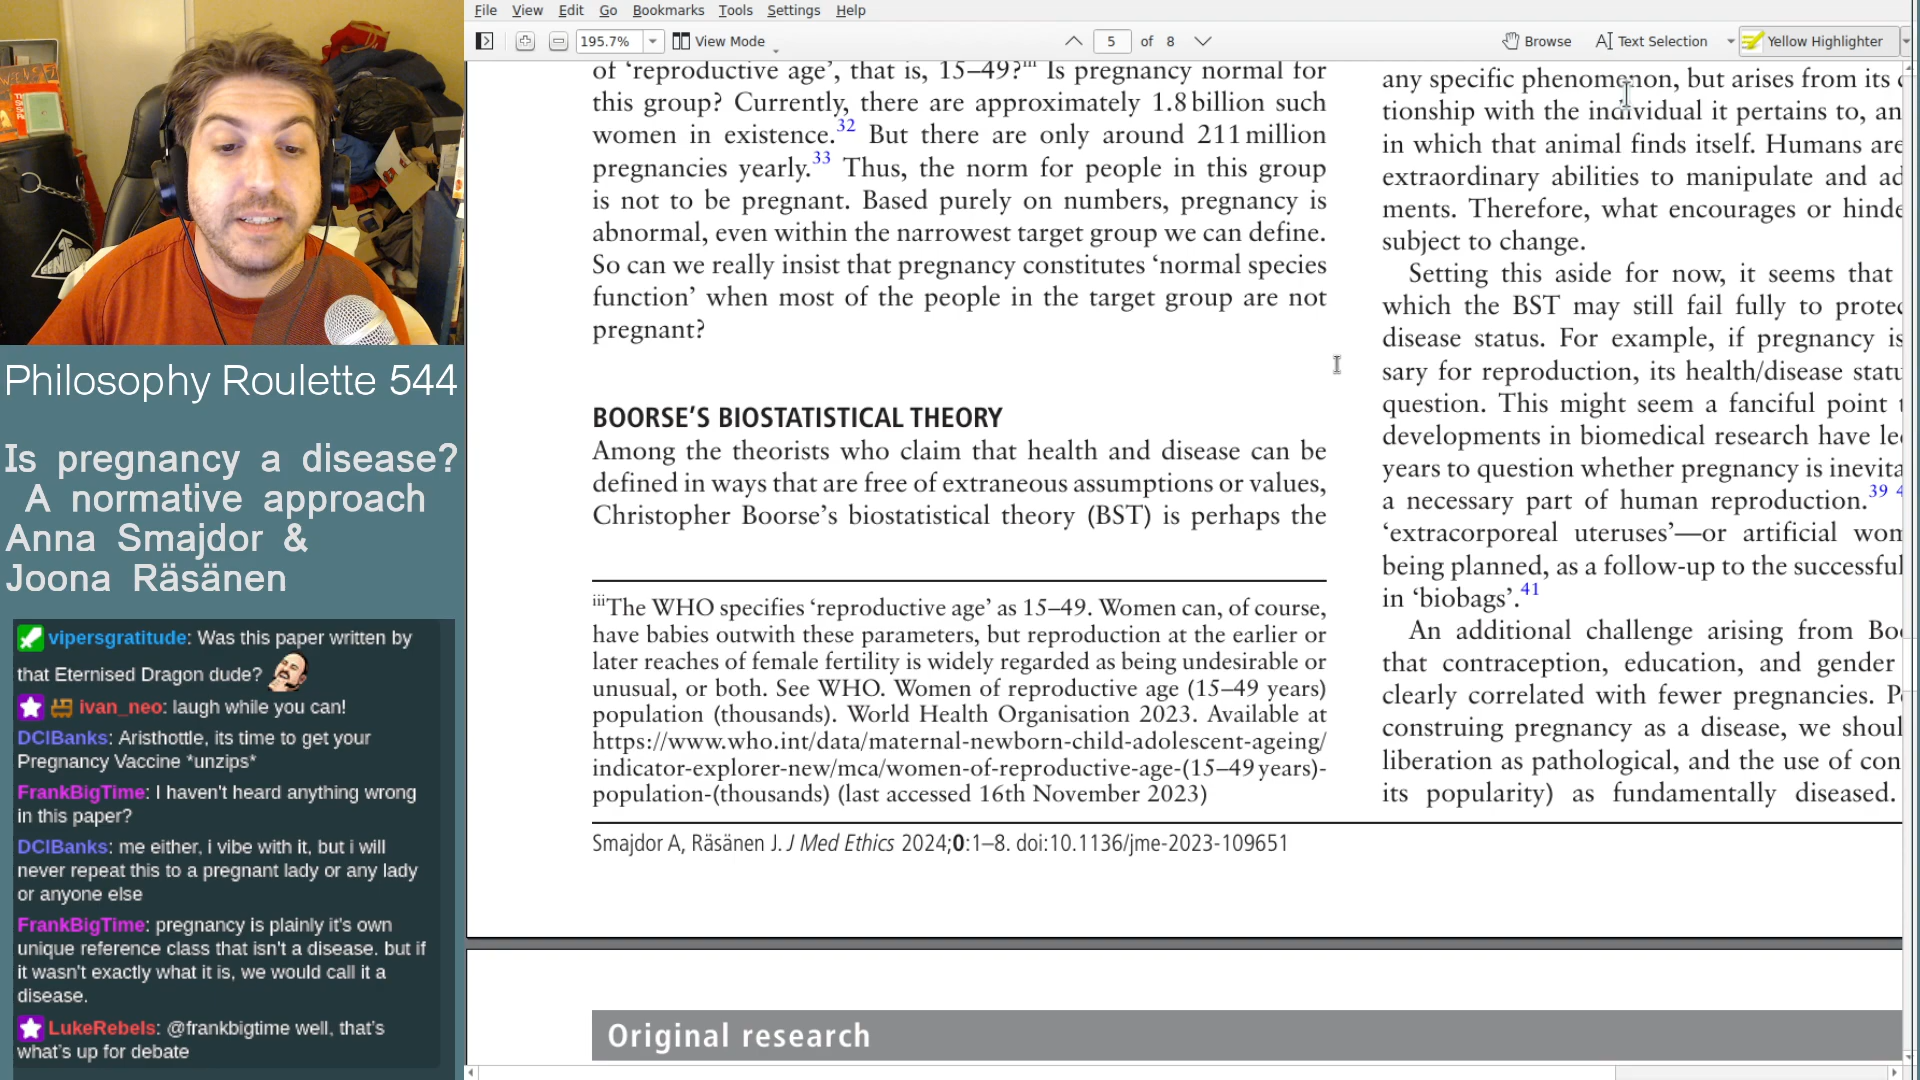 File View Edit Go Bookmarks Tools Settings Help
195.7% View Mode 5 of 8 Browse Text Selection Yellow Highlighter
of ‘reproductive age’, that is, 15–49?iii Is pregnancy normal for
this group? Currently, there are approximately 1.8 billion such
women in existence.32 But there are only around 211 million
pregnancies yearly.33 Thus, the norm for people in this group
is not to be pregnant. Based purely on numbers, pregnancy is
abnormal, even within the narrowest target group we can define.
So can we really insist that pregnancy constitutes ‘normal species
function’ when most of the people in the target group are not
pregnant?
BOORSE’S BIOSTATISTICAL THEORY
Among the theorists who claim that health and disease can be
defined in ways that are free of extraneous assumptions or values,
Christopher Boorse’s biostatistical theory (BST) is perhaps the
iiiThe WHO specifies ‘reproductive age’ as 15–49. Women can, of course,
have babies outwith these parameters, but reproduction at the earlier or
later reaches of female fertility is widely regarded as being undesirable or
unusual, or both. See WHO. Women of reproductive age (15–49 years)
population (thousands). World Health Organisation 2023. Available at
https://www.who.int/data/maternal-newborn-child-adolescent-ageing/
indicator-explorer-new/mca/women-of-reproductive-age-(15–49 years)-
population-(thousands) (last accessed 16th November 2023)
Smajdor A, Räsänen J. J Med Ethics 2024;0:1–8. doi:10.1136/jme-2023-109651
any specific phenomenon, but arises from its
tionship with the individual it pertains to, an
in which that animal finds itself. Humans are
extraordinary abilities to manipulate and ad
ments. Therefore, what encourages or hinde
subject to change.
Setting this aside for now, it seems that
which the BST may still fail fully to protec
disease status. For example, if pregnancy is
sary for reproduction, its health/disease statu
question. This might seem a fanciful point
developments in biomedical research have le
years to question whether pregnancy is inevita
a necessary part of human reproduction.39
‘extracorporeal uteruses’—or artificial wom
being planned, as a follow-up to the successful
in ‘biobags’.41
An additional challenge arising from Bo
that contraception, education, and gender
clearly correlated with fewer pregnancies. P
construing pregnancy as a disease, we shoul
liberation as pathological, and the use of con
its popularity) as fundamentally diseased.
Original research
Philosophy Roulette 544
Is pregnancy a disease?
A normative approach
Anna Smajdor &
Joona Räsänen
vipersgratitude: Was this paper written by
that Eternised Dragon dude?
ivan_neo: laugh while you can!
DCIBanks: Aristhottle, its time to get your
Pregnancy Vaccine *unzips*
FrankBigTime: I haven't heard anything wrong
in this paper?
DCIBanks: me either, i vibe with it, but i will
never repeat this to a pregnant lady or any lady
or anyone else
FrankBigTime: pregnancy is plainly it's own
unique reference class that isn't a disease. but if
it wasn't exactly what it is, we would call it a
disease.
LukeRebels: @frankbigtime well, that’s
what’s up for debate